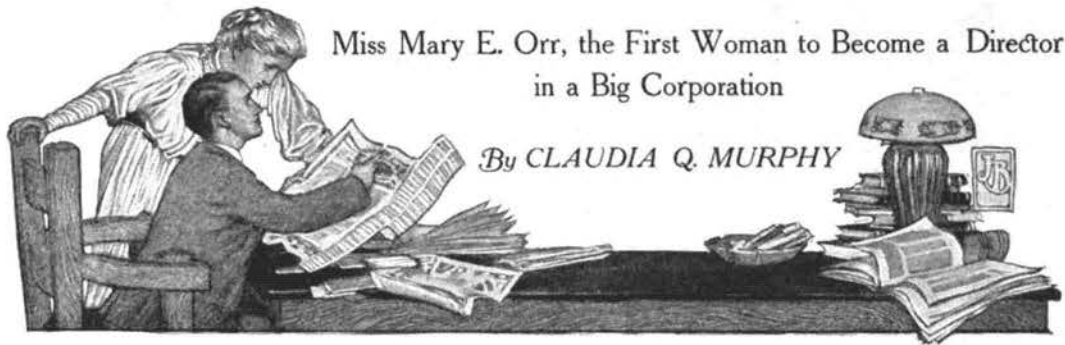 Miss Mary E. Orr, the First Woman to Become a Director
in a Big Corporation
By CLAUDIA Q. MURPHY